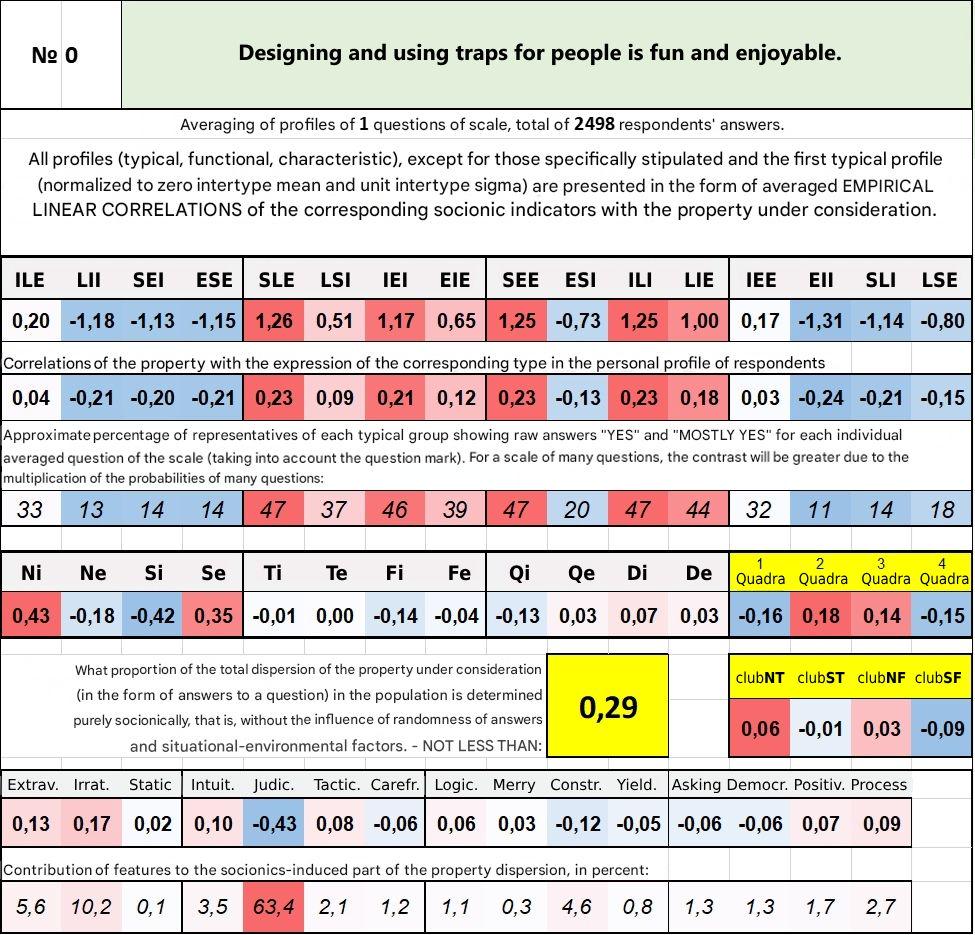 № 0
Designing and using traps for people is fun and enjoyable.
Averaging of profiles of 1 questions of scale, total of 2498 respondents' answers.
All profiles (typical, functional, characteristic), except for those specifically stipulated and the first typical profile
(normalized to zero intertype mean and unit intertype sigma) are presented in the form of averaged EMPIRICAL
LINEAR CORRELATIONS of the corresponding socionic indicators with the property under consideration.
ILE LII SEI ESE SLE LSI IEI EIE SEE ESI ILI LIE IEE EII SLI LSE
0,20 -1,18 -1,13 -1,15 1,26 0,51 1,17 0,65 1,25 -0,73 1,25 1,00 0,17 -1,31 -1,14 -0,80
Correlations of the property with the expression of the corresponding type in the personal profile of respondents
0,04 -0,21 -0,20 -0,21 0,23 0,09 0,21 0,12 0,23 -0,13 0,23 0,18 0,03 -0,24 -0,21 -0,15
Approximate percentage of representatives of each typical group showing raw answers "YES" and "MOSTLY YES" for each individual
averaged question of the scale (taking into account the question mark). For a scale of many questions, the contrast will be greater due to the
multiplication of the probabilities of many questions:
33 13 14 14 47 37 46 39 47 20 47 44 32 11 14 18
Ni Ne Si Se Ti Te Fi Fe Qi Qe Di De 1 Quadra 2 Quadra 3 Quadra 4 Quadra
0,43 -0,18 -0,42 0,35 -0,01 0,00 -0,14 -0,04 -0,13 0,03 0,07 0,03 -0,16 0,18 0,14 -0,15
What proportion of the total dispersion of the property under consideration
(in the form of answers to a question) in the population is determined
purely socionically, that is, without the influence of randomness of answers
and situational-environmental factors. - NOT LESS THAN:
0,29
clubNT clubST clubNF clubSF
0,06 -0,01 0,03 -0,09
Extrav. Irrat. Static Intuit. Judic. Tactic. Carefr. Logic. Merry Constr. Yield. Asking Democr. Positiv. Process
0,13 0,17 0,02 0,10 -0,43 0,08 -0,06 0,06 0,03 -0,12 -0,05 -0,06 -0,06 0,07 0,09
Contribution of features to the socionics-induced part of the property dispersion, in percent:
5,6 10,2 0,1 3,5 63,4 2,1 1,2 1,1 0,3 4,6 0,8 1,3 1,3 1,7 2,7